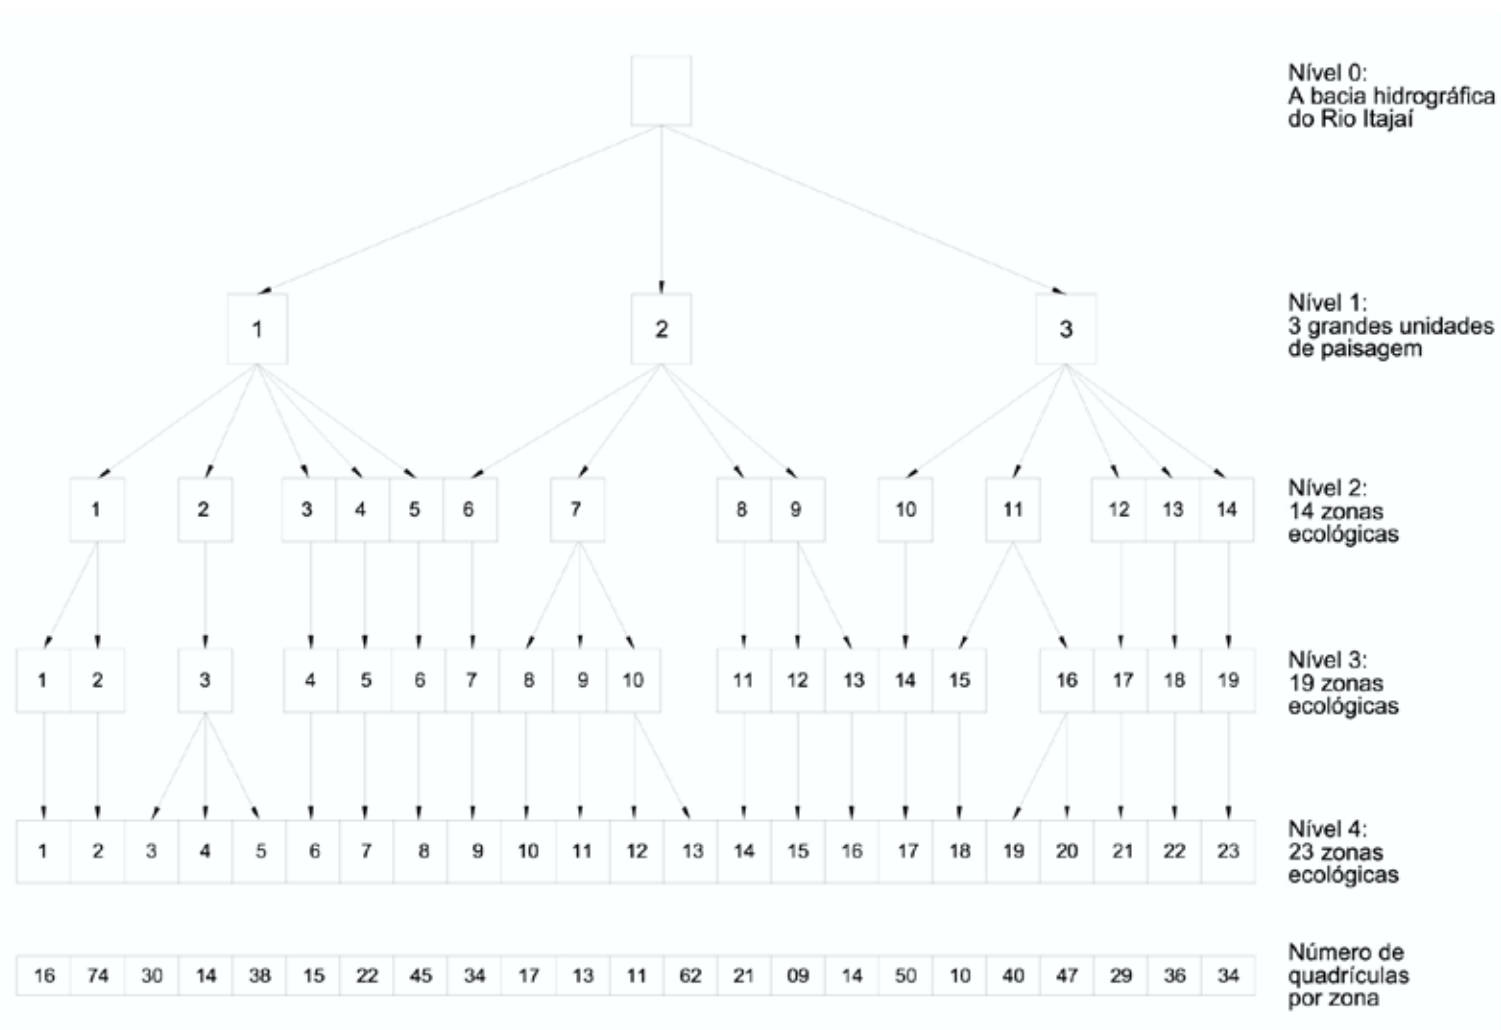 Nível 0:
A bacia hidrográfica
do Rio Itajaí
1 2 3
Nível 1:
3 grandes unidades
de paisagem
1 2 3 4 5 6 7 8 9 10 11 12 13 14
Nível 2:
14 zonas
ecológicas
1 2 3 4 5 6 7 8 9 10 11 12 13 14 15 16 17 18 19
Nível 3:
19 zonas
ecológicas
1 2 3 4 5 6 7 8 9 10 11 12 13 14 15 16 17 18 19 20 21 22 23
Nível 4:
23 zonas
ecológicas
16 74 30 14 38 15 22 45 34 17 13 11 62 21 09 14 50 10 40 47 29 36 34
Número de
quadrículas
por zona